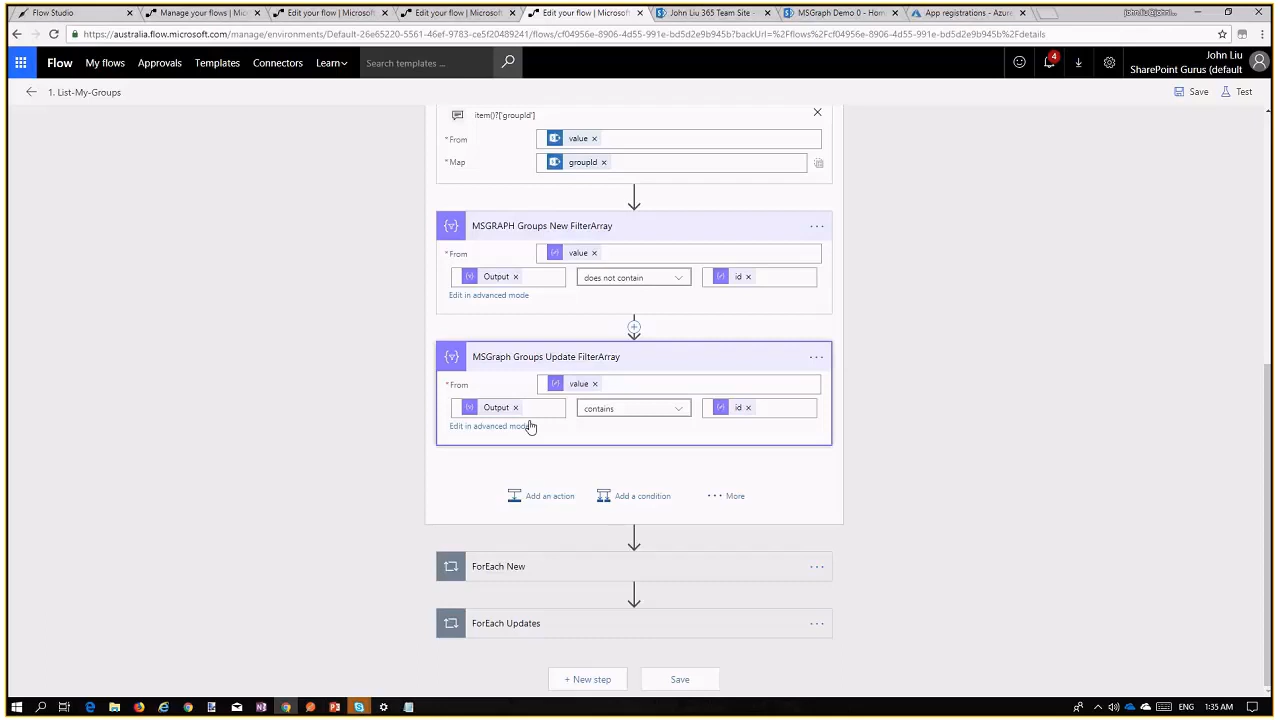 Flow Studio
Manage your flows | Microsof
Edit your flow | Microsoft
Edit your flow | Microsof
Edit your flow | Microsof
John Liu 365 Team Site -
MSGraph Demo 0 - Hom
App registrations - Azure
https://australia.flow.microsoft.com/manage/environments/Default-26e65220-5561-46ef-9783-ce5f20489241/flows/cf04956e-8906-4d55-991e-bd5d2e9b465b?backUrl=%2Fflows%2Fcf04956e-8906-4d55-991e-bd5d2e9b465b%2Fdetails
Flow
My flows
Approvals
Templates
Connectors
Learn
Search templates ...
4
John Liu
SharePoint Gurus (default)
1. List-My-Groups
Save
Test
item()?['groupId']
* From
value ×
* Map
groupId ×
MSGRAPH Groups New FilterArray
* From
value ×
Output ×
does not contain
id ×
Edit in advanced mode
MSGraph Groups Update FilterArray
* From
value ×
Output ×
contains
id ×
Edit in advanced mode
Add an action
Add a condition
More
ForEach New
ForEach Updates
+ New step
Save
ENG
1:35 AM